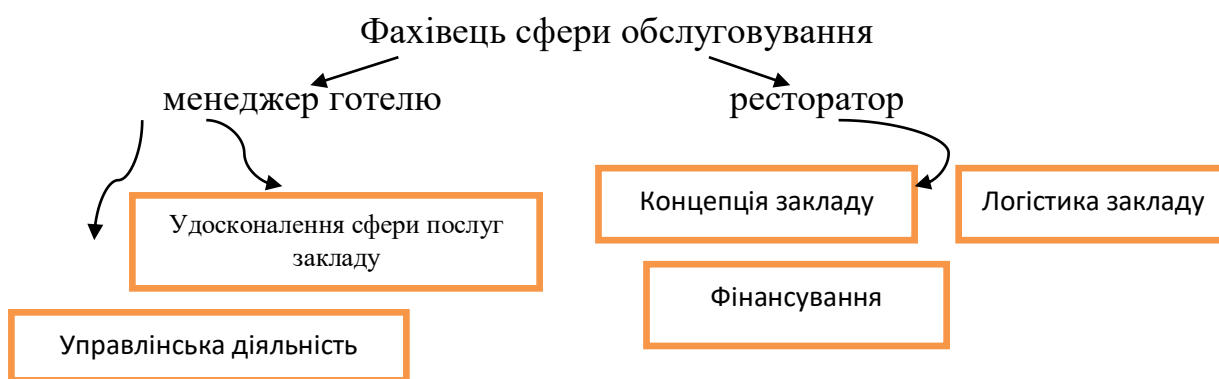 Фахівець сфери обслуговування
менеджер готелю
ресторатор
Удосконалення сфери послуг
закладу
Управлінська діяльність
Концепція закладу
Логістика закладу
Фінансування